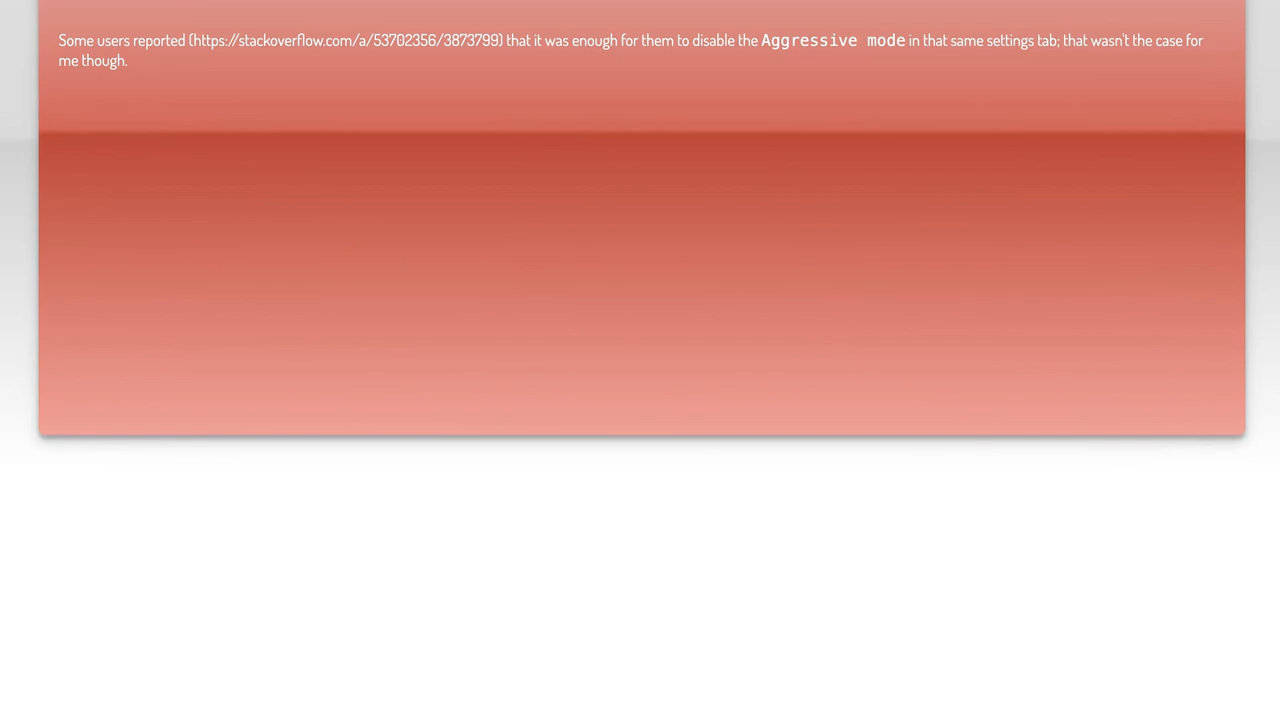 Some users reported (https://stackoverflow.com/a/53702356/3873799) that it was enough for them to disable the Aggressive mode in that same settings tab; that wasn't the case for
me though.